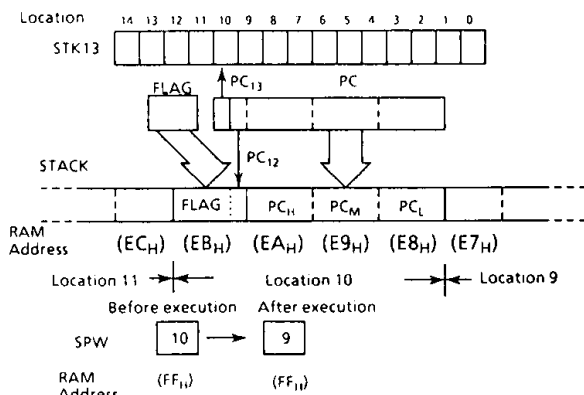 Location 14 13 12 11 10 9 8 7 6 5 4 3 2 1 0
STK13
FLAG PC13 PC
STACK PC12
FLAG PCH PCM PCL
RAM (ECH) (EBH) (EAH) (E9H) (E8H) (E7H)
Address
Location 11 Location 10 Location 9
Before execution After execution
SPW 10 9
RAM (FFH) (FFH)
Address